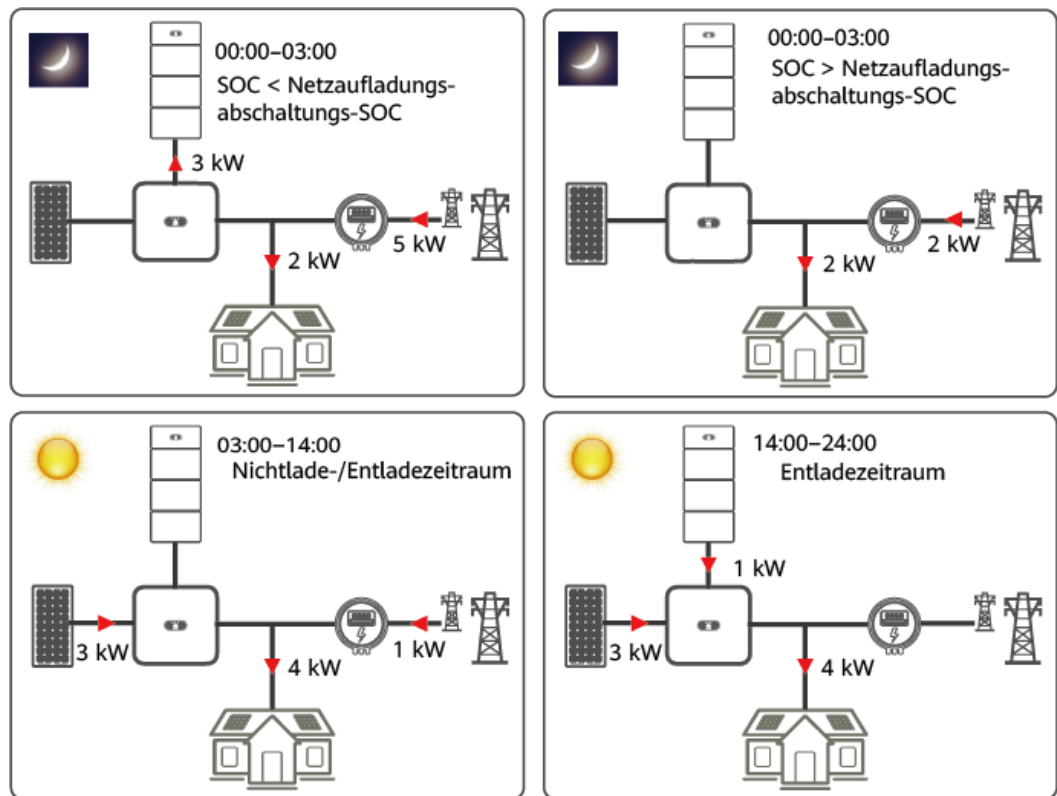 00:00–03:00
SOC < Netzaufladungs-
abschaltungs-SOC
3 kW
5 kW
2 kW
00:00–03:00
SOC > Netzaufladungs-
abschaltungs-SOC
2 kW
2 kW
03:00–14:00
Nichtlade-/Entladezeitraum
3 kW
1 kW
4 kW
14:00–24:00
Entladezeitraum
1 kW
3 kW
4 kW